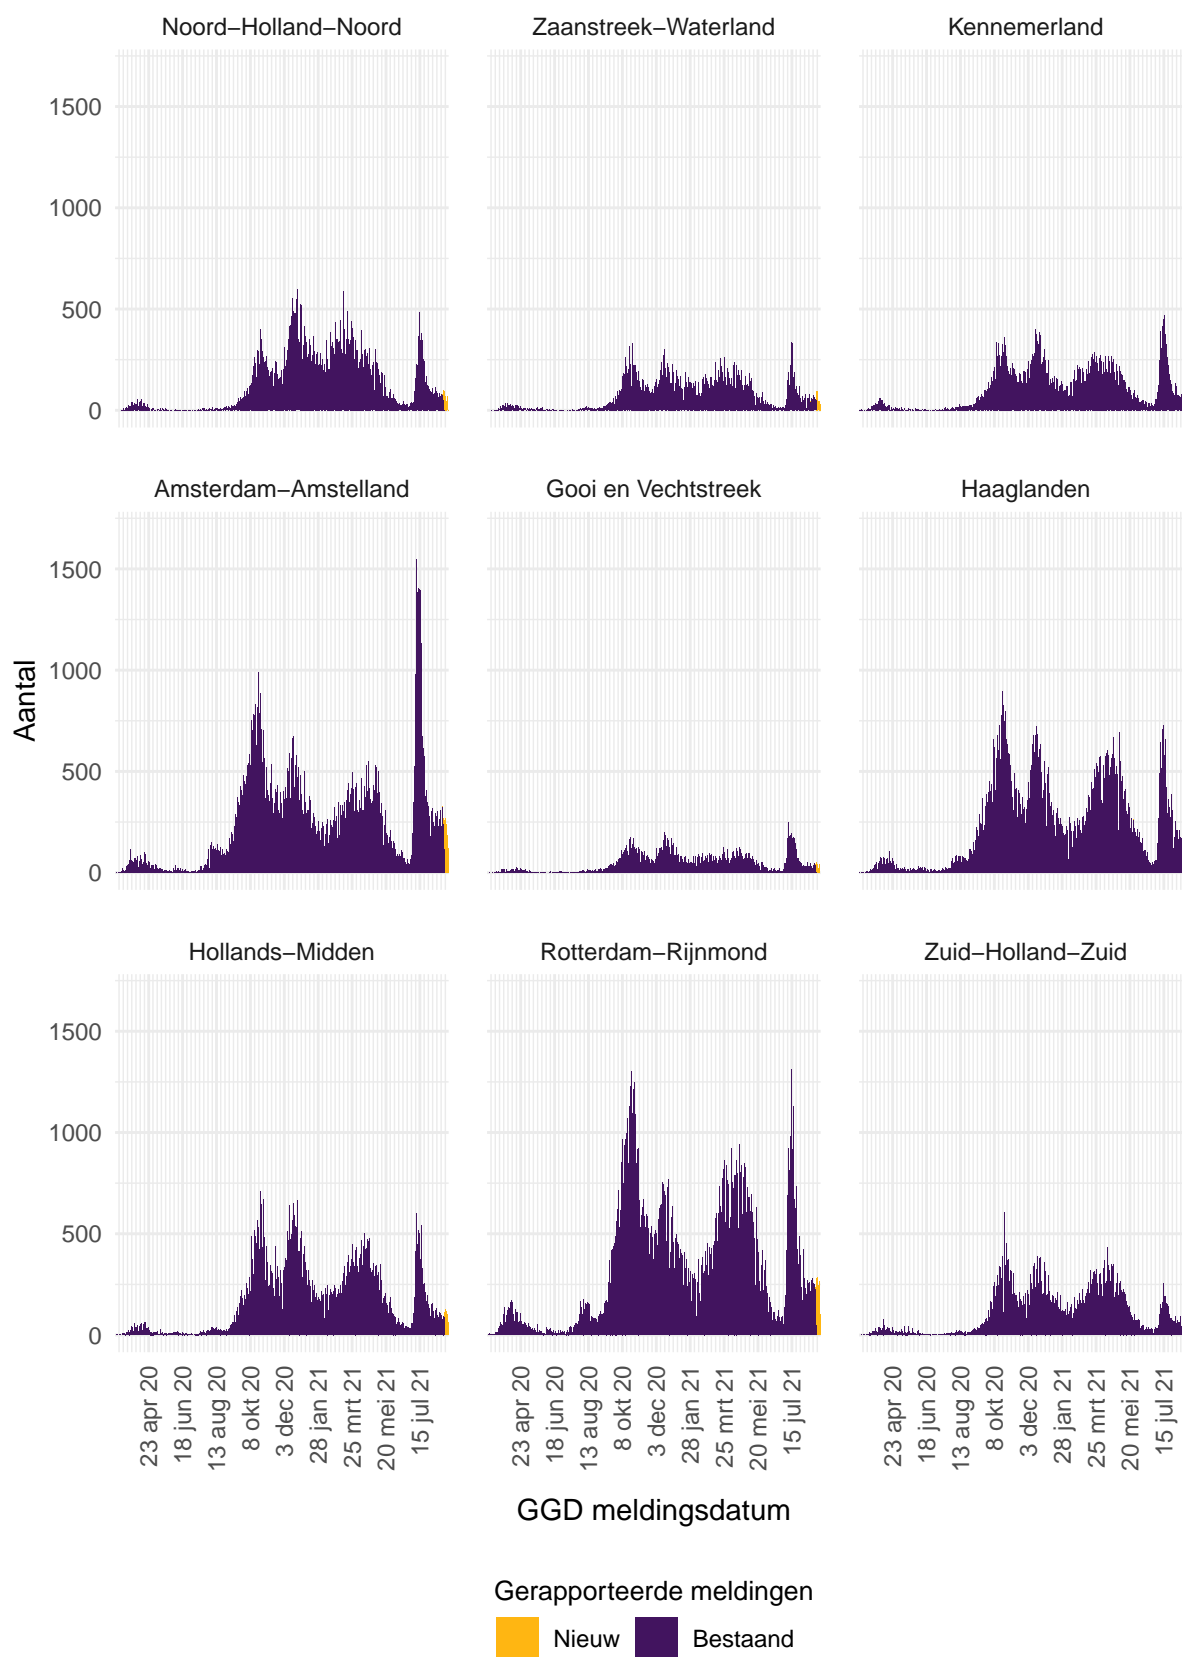 Noord−Holland−Noord
Zaanstreek−Waterland
Kennemerland
1500
1000
500
0
Amsterdam−Amstelland
Gooi en Vechtstreek
Haaglanden
1500
1000
500
0
Aantal
Hollands−Midden
Rotterdam−Rijnmond
Zuid−Holland−Zuid
1500
1000
500
0
23 apr 20
18 jun 20
13 aug 20
8 okt 20
3 dec 20
28 jan 21
25 mrt 21
20 mei 21
15 jul 21
23 apr 20
18 jun 20
13 aug 20
8 okt 20
3 dec 20
28 jan 21
25 mrt 21
20 mei 21
15 jul 21
23 apr 20
18 jun 20
13 aug 20
8 okt 20
3 dec 20
28 jan 21
25 mrt 21
20 mei 21
15 jul 21
GGD meldingsdatum
Gerapporteerde meldingen
Nieuw
Bestaand